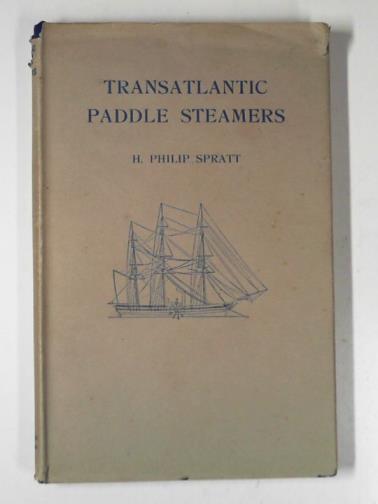 TRANSATLANTIC
PADDLE STEAMERS
H. PHILIP SPRATT